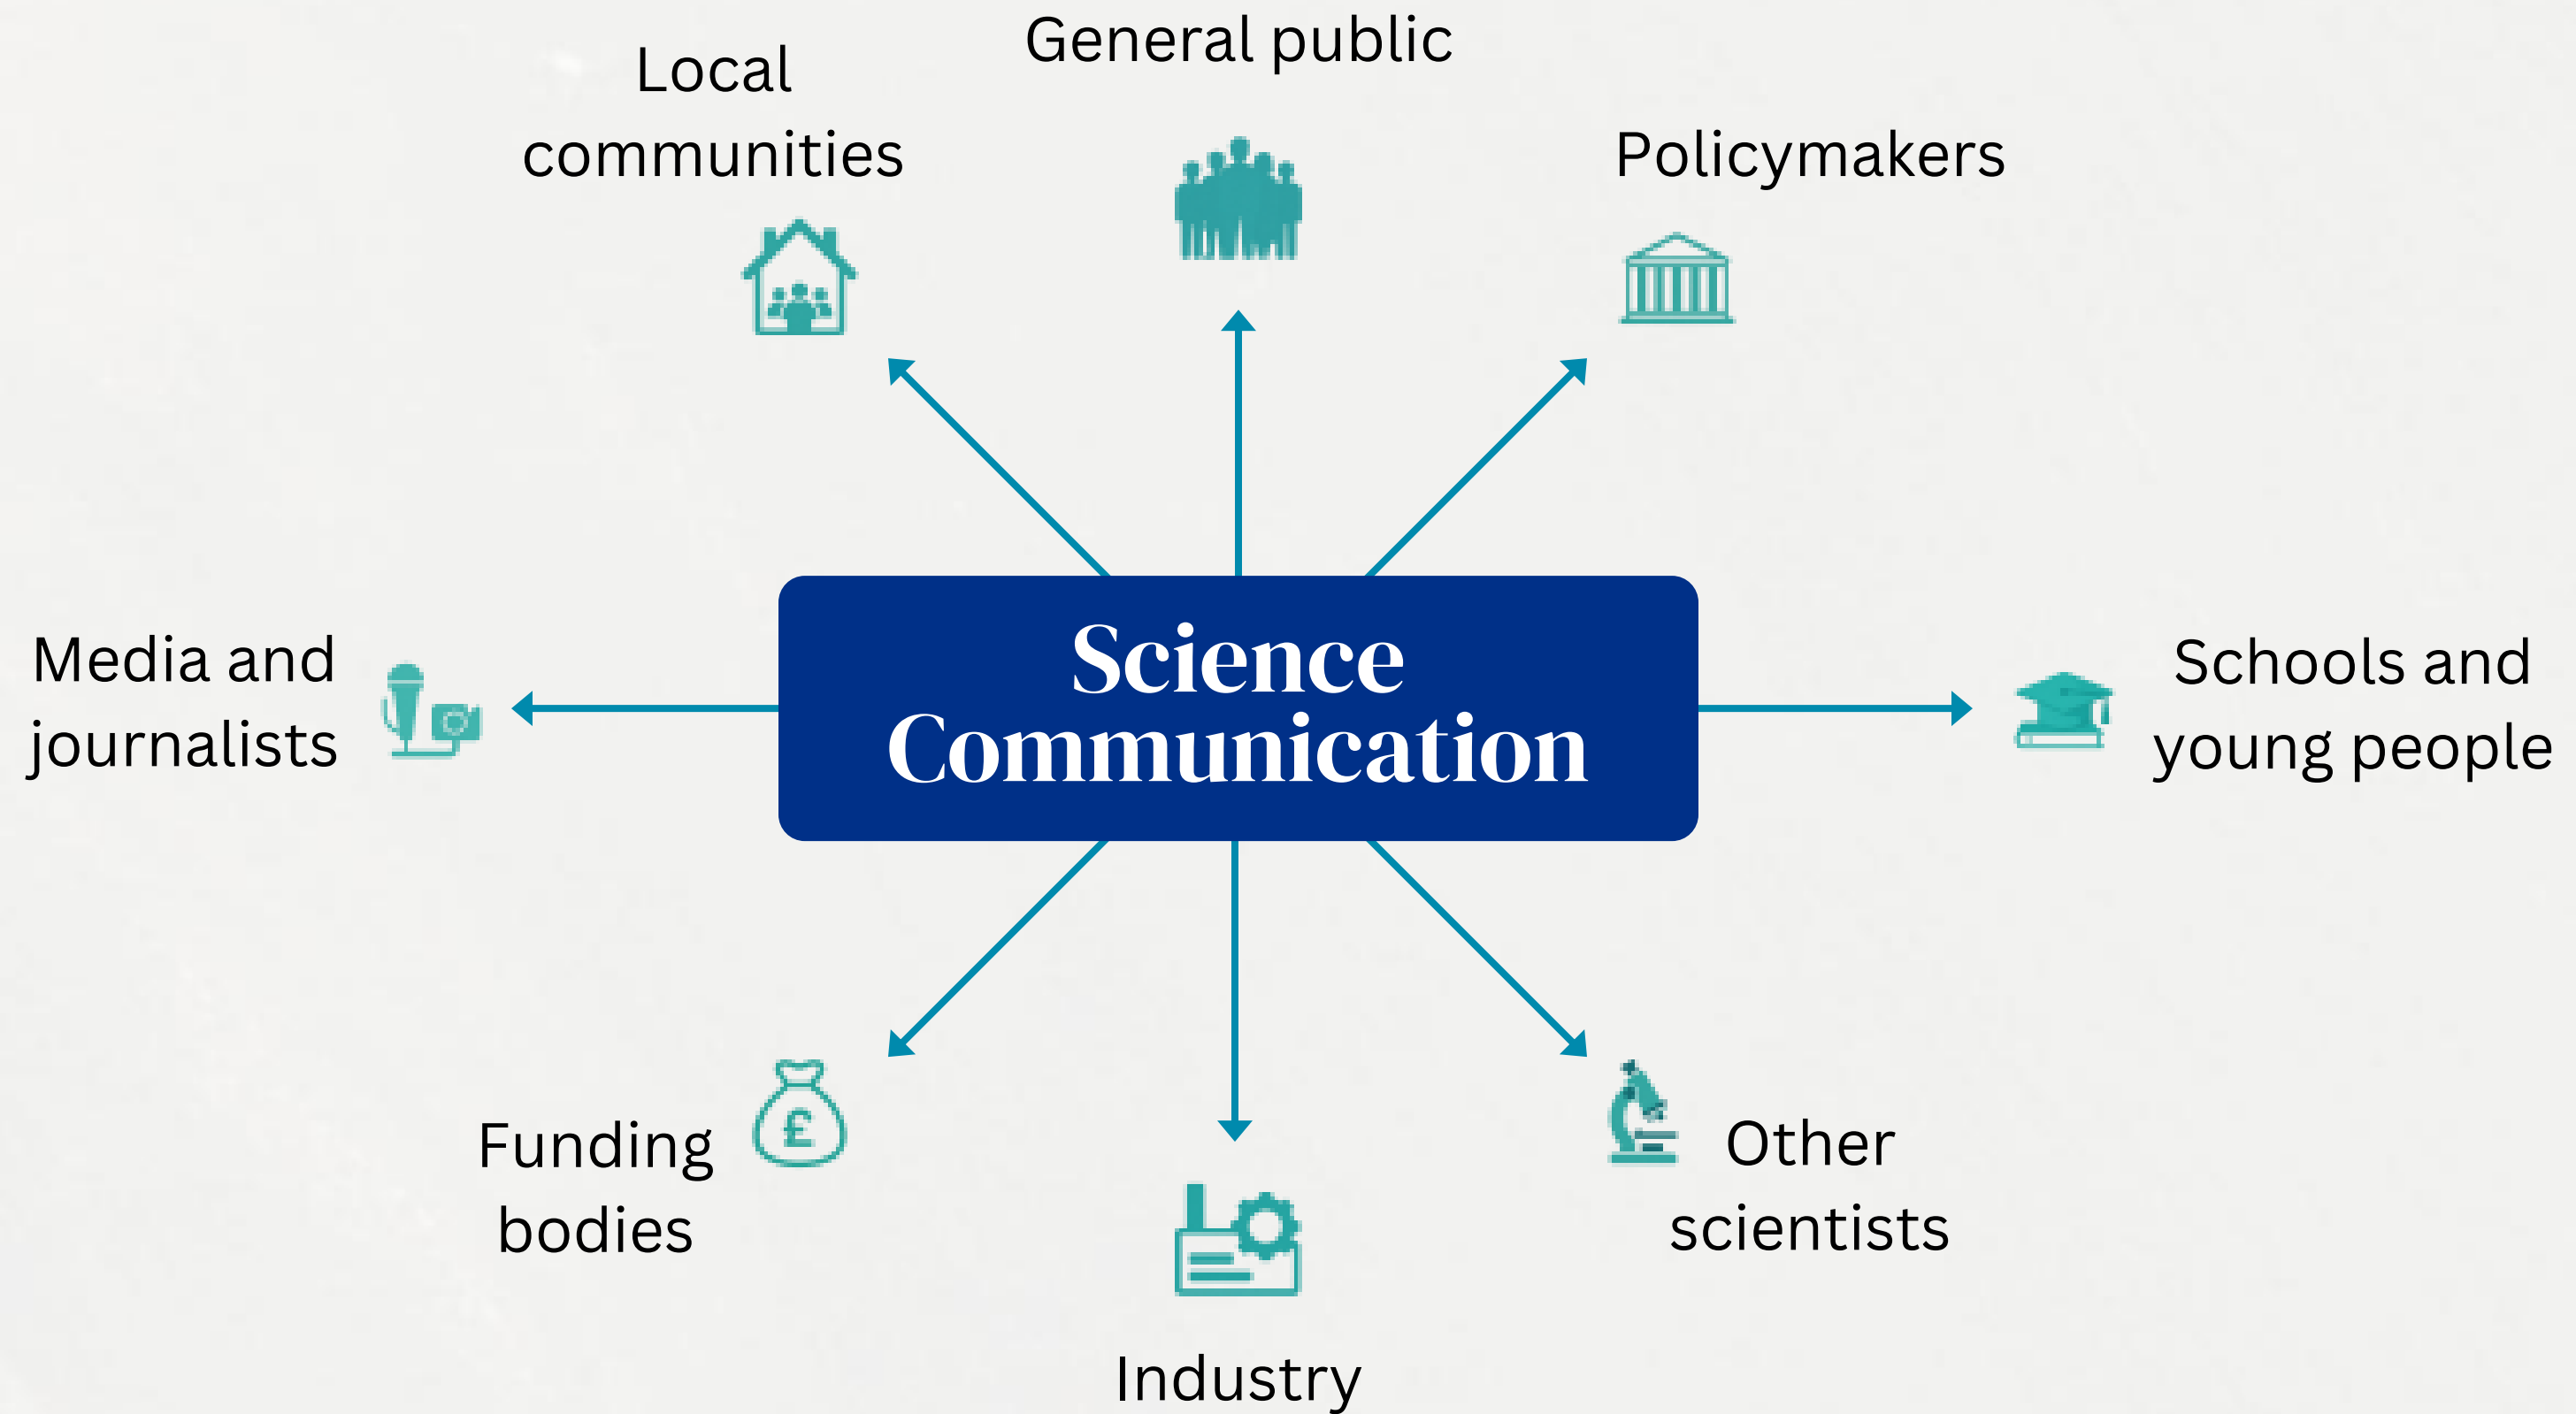 General public
Local
communities
Policymakers
Media and
journalists
Science
Communication
Schools and
young people
Funding
bodies
£
Other
scientists
Industry